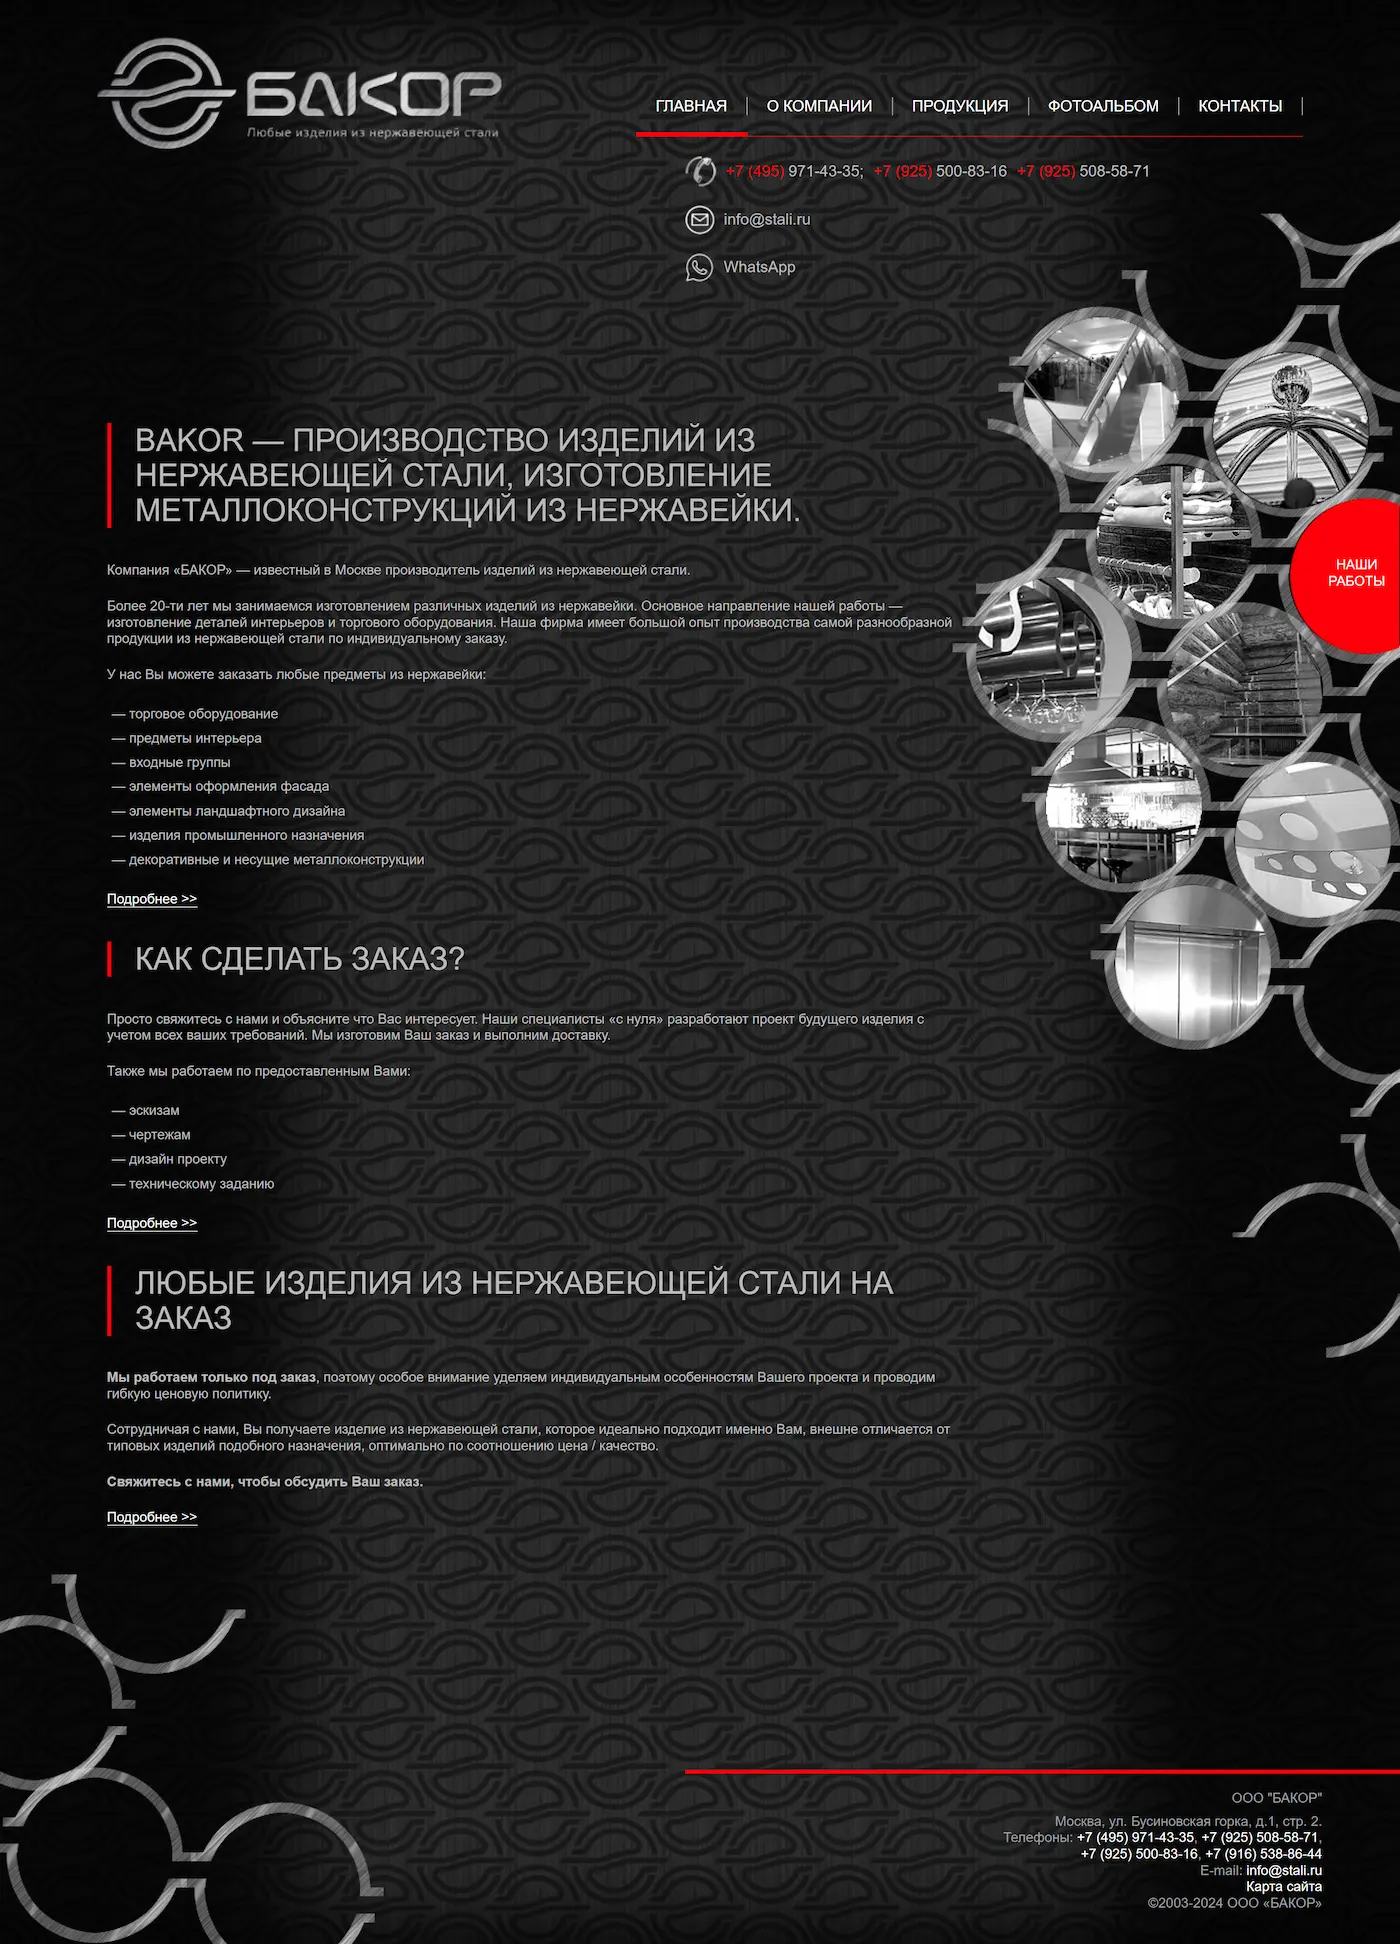 БАКОР
Любые изделия из нержавеющей стали
ГЛАВНАЯ
О КОМПАНИИ
ПРОДУКЦИЯ
ФОТОАЛЬБОМ
КОНТАКТЫ
+7 (495) 971-43-35; +7 (925) 500-83-16 +7 (925) 508-58-71
info@stali.ru
WhatsApp
BAKOR — ПРОИЗВОДСТВО ИЗДЕЛИЙ ИЗ
НЕРЖАВЕЮЩЕЙ СТАЛИ, ИЗГОТОВЛЕНИЕ
МЕТАЛЛОКОНСТРУКЦИЙ ИЗ НЕРЖАВЕЙКИ.
НАШИ
РАБОТЫ
Компания «БАКОР» — известный в Москве производитель изделий из нержавеющей стали.
Более 20-ти лет мы занимаемся изготовлением различных изделий из нержавейки. Основное направление нашей работы —
изготовление деталей интерьеров и торгового оборудования. Наша фирма имеет большой опыт производства самой разнообразной
продукции из нержавеющей стали по индивидуальному заказу.
У нас Вы можете заказать любые предметы из нержавейки:
— торговое оборудование
— предметы интерьера
— входные группы
— элементы оформления фасада
— элементы ландшафтного дизайна
— изделия промышленного назначения
— декоративные и несущие металлоконструкции
Подробнее >>
КАК СДЕЛАТЬ ЗАКАЗ?
Просто свяжитесь с нами и объясните что Вас интересует. Наши специалисты «с нуля» разработают проект будущего изделия с
учетом всех ваших требований. Мы изготовим Ваш заказ и выполним доставку.
Также мы работаем по предоставленным Вами:
— эскизам
— чертежам
— дизайн проекту
— техническому заданию
Подробнее >>
ЛЮБЫЕ ИЗДЕЛИЯ ИЗ НЕРЖАВЕЮЩЕЙ СТАЛИ НА
ЗАКАЗ
Мы работаем только под заказ, поэтому особое внимание уделяем индивидуальным особенностям Вашего проекта и проводим
гибкую ценовую политику.
Сотрудничая с нами, Вы получаете изделие из нержавеющей стали, которое идеально подходит именно Вам, внешне отличается от
типовых изделий подобного назначения, оптимально по соотношению цена / качество.
Свяжитесь с нами, чтобы обсудить Ваш заказ.
Подробнее >>
ООО "БАКОР"
Москва, ул. Бусиновская горка, д.1, стр. 2.
Телефоны: +7 (495) 971-43-35, +7 (925) 508-58-71,
+7 (925) 500-83-16, +7 (916) 538-86-44
E-mail: info@stali.ru
Карта сайта
©2003-2024 ООО «БАКОР»